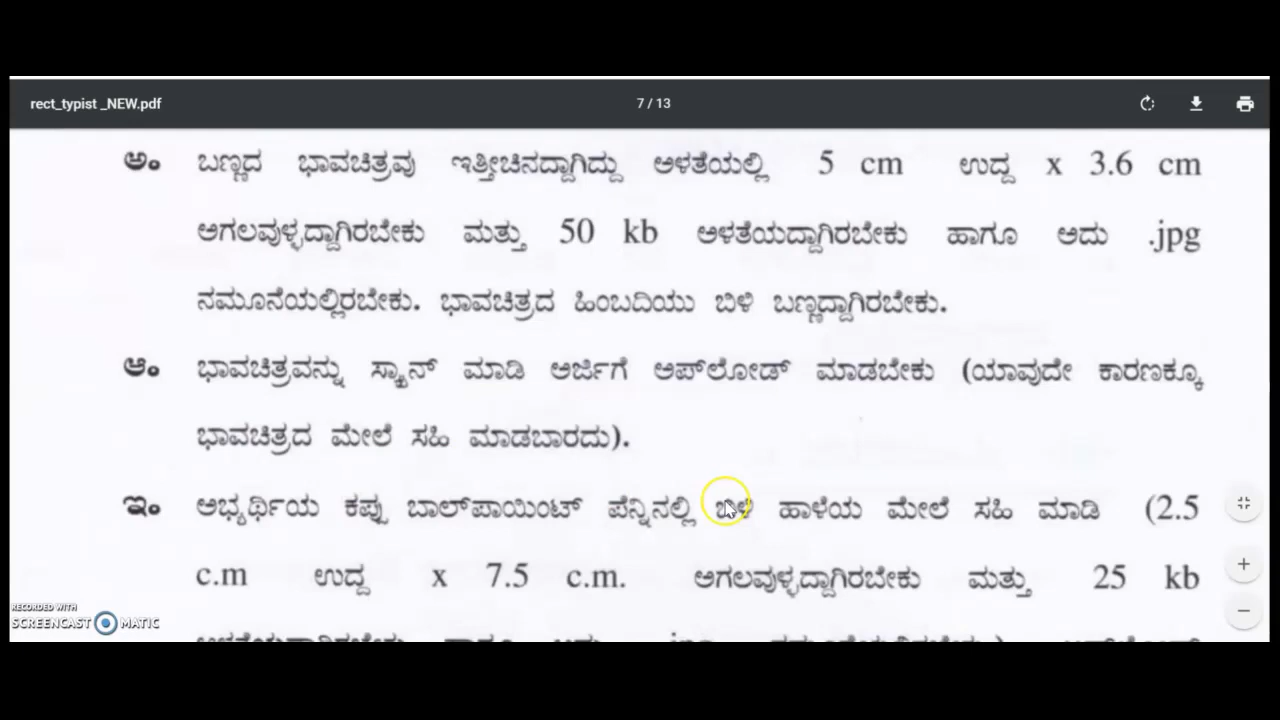 rect_typist _NEW.pdf 7 / 13
ಅಂ ಬಣ್ಣದ ಭಾವಚಿತ್ರವು ಇತ್ತೀಚಿನದ್ದಾಗಿದ್ದು ಅಳತೆಯಲ್ಲಿ 5 cm ಉದ್ದ x 3.6 cm
ಅಗಲವುಳ್ಳದ್ದಾಗಿರಬೇಕು ಮತ್ತು 50 kb ಅಳತೆಯದ್ದಾಗಿರಬೇಕು ಹಾಗೂ ಅದು .jpg
ನಮೂನೆಯಲ್ಲಿರಬೇಕು. ಭಾವಚಿತ್ರದ ಹಿಂಬದಿಯು ಬಿಳಿ ಬಣ್ಣದ್ದಾಗಿರಬೇಕು.
ಆಂ ಭಾವಚಿತ್ರವನ್ನು ಸ್ಕ್ಯಾನ್ ಮಾಡಿ ಅರ್ಜಿಗೆ ಅಪ್‌ಲೋಡ್ ಮಾಡಬೇಕು (ಯಾವುದೇ ಕಾರಣಕ್ಕೂ
ಭಾವಚಿತ್ರದ ಮೇಲೆ ಸಹಿ ಮಾಡಬಾರದು).
ಇಂ ಅಭ್ಯರ್ಥಿಯ ಕಪ್ಪು ಬಾಲ್‌ಪಾಯಿಂಟ್ ಪೆನ್ನಿನಲ್ಲಿ ಬಿಳಿ ಹಾಳೆಯ ಮೇಲೆ ಸಹಿ ಮಾಡಿ (2.5
c.m ಉದ್ದ x 7.5 c.m. ಅಗಲವುಳ್ಳದ್ದಾಗಿರಬೇಕು ಮತ್ತು 25 kb
RECORDED WITH
SCREENCAST MATIC